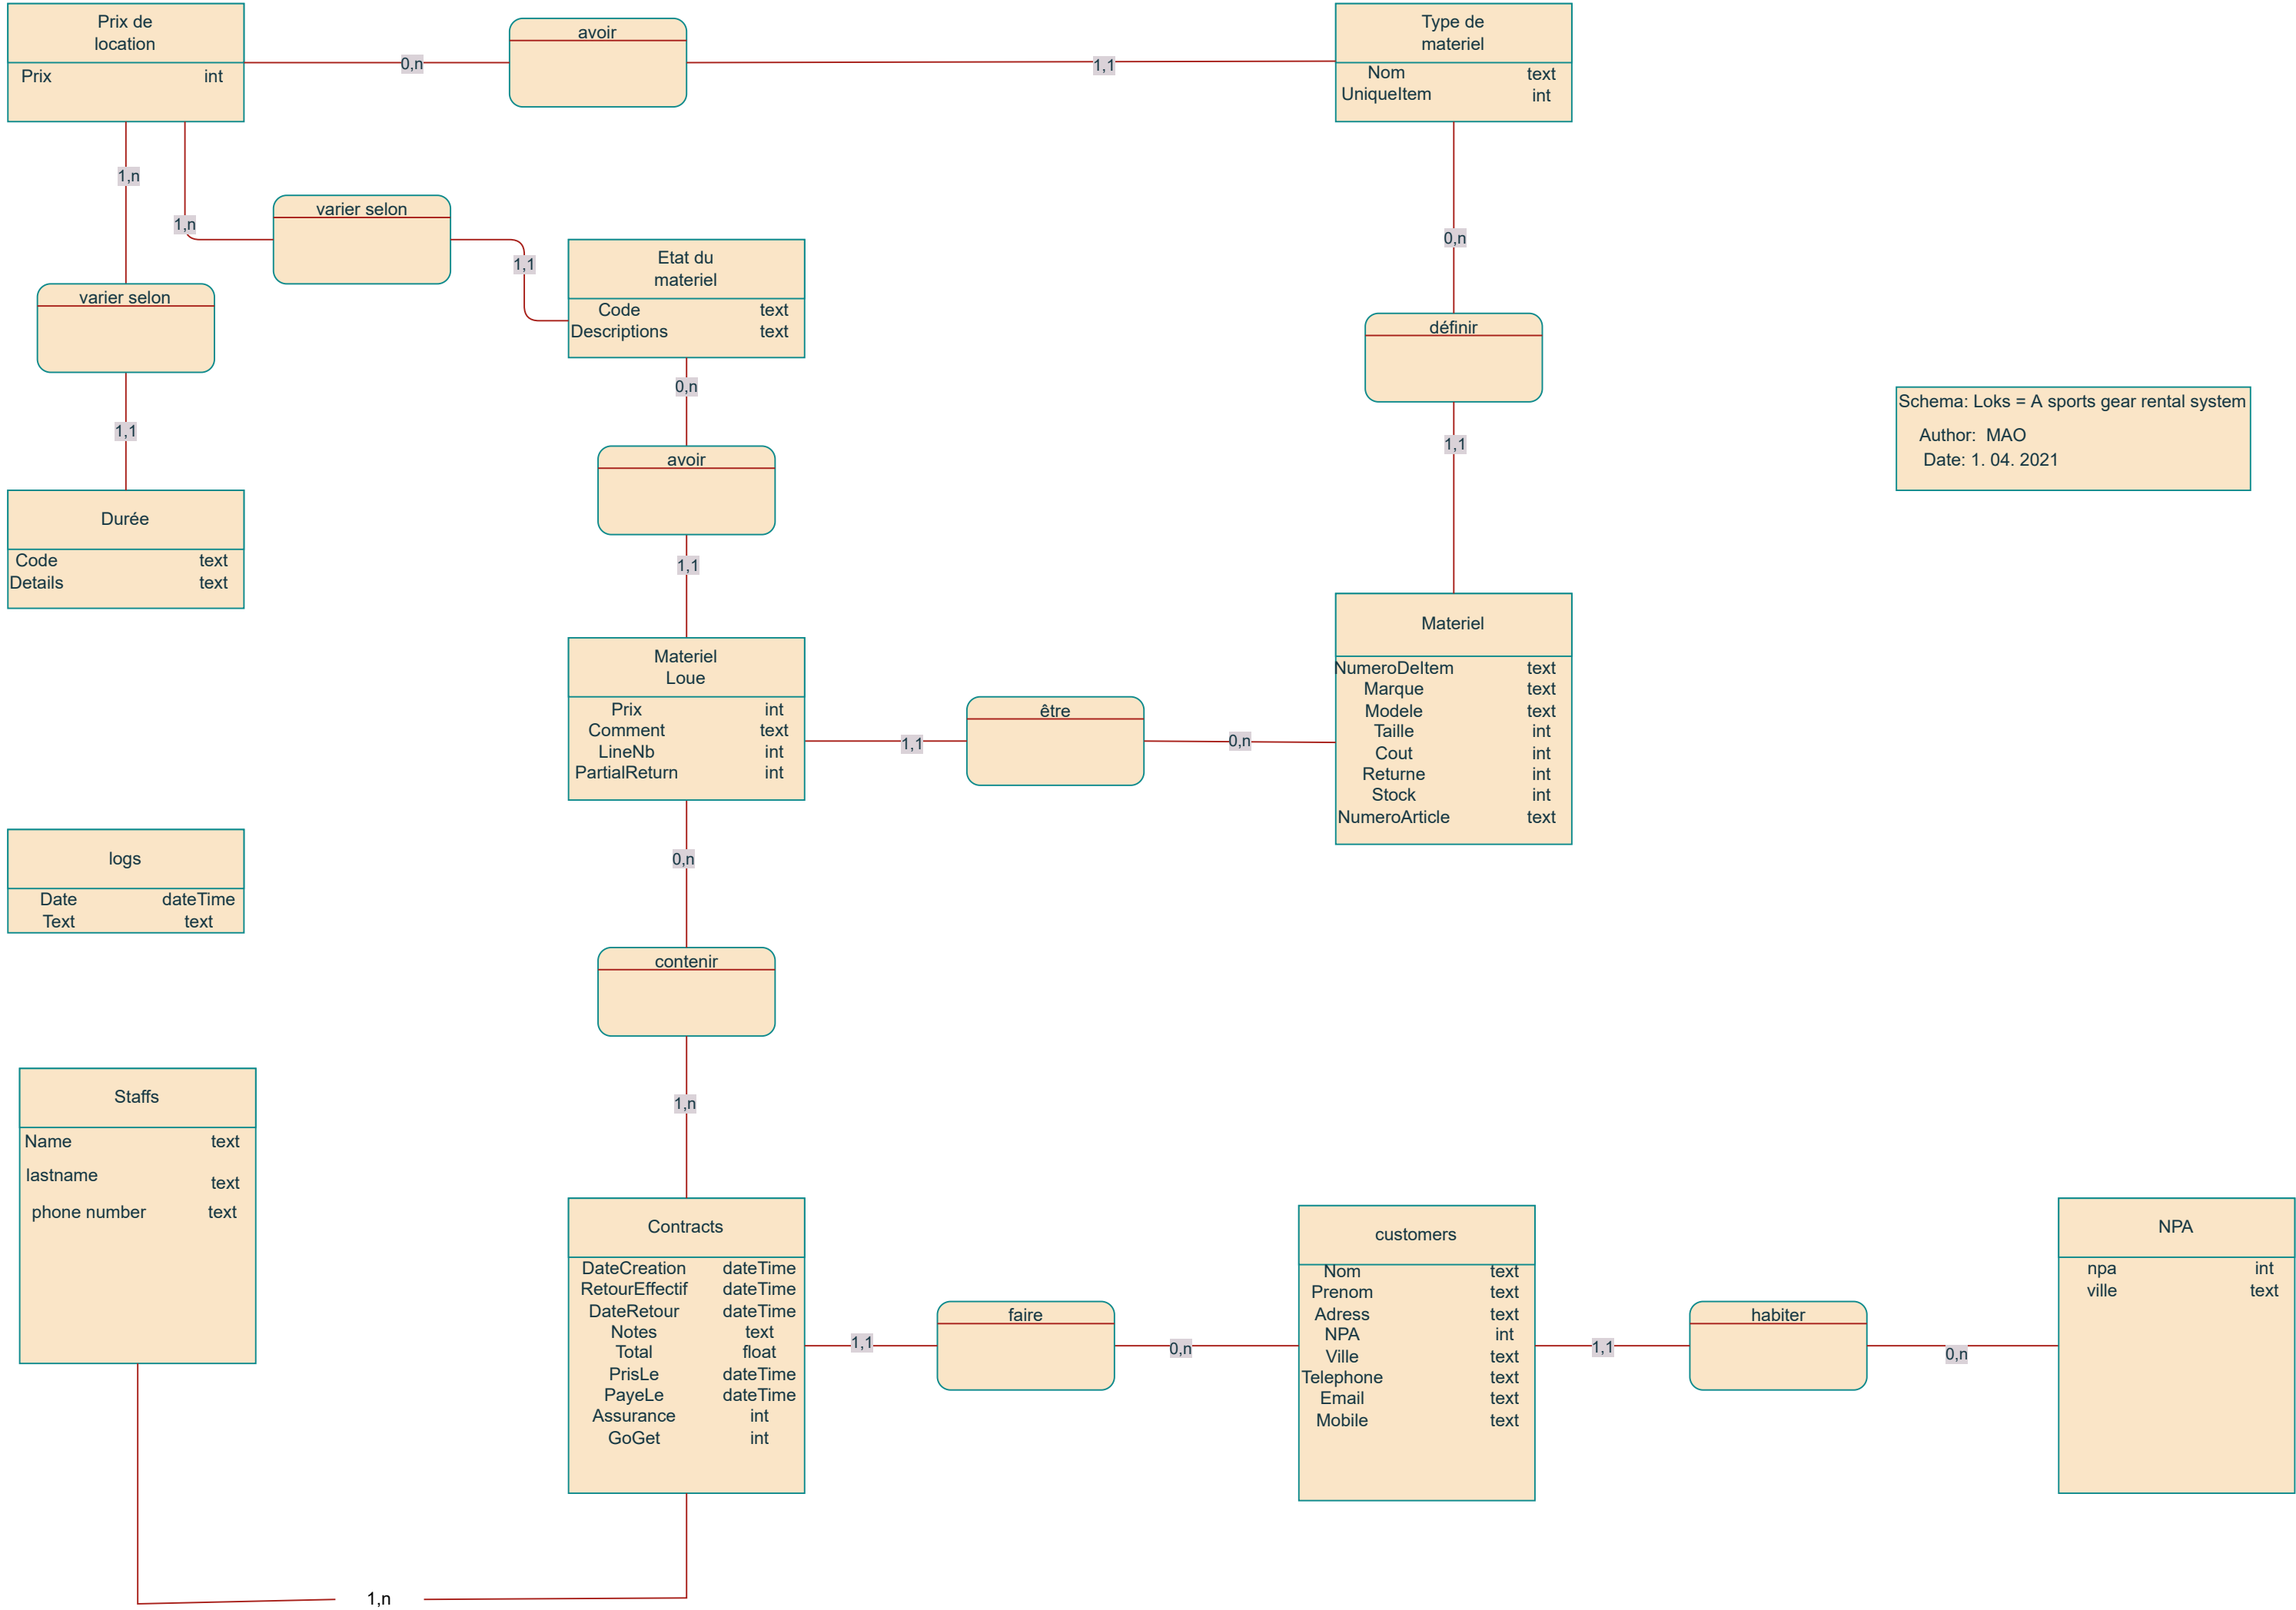 Prix de
location
Prix int
0,n
avoir
1,1
Type de
materiel
Nom text
UniqueItem int
1,n
1,n
varier selon
1,1
0,n
Etat du
materiel
Code text
Descriptions text
varier selon
définir
0,n
Schema: Loks = A sports gear rental system
Author: MAO
Date: 1. 04. 2021
1,1
1,1
avoir
Durée
Code text
Details text
1,1
Materiel
NumeroDeItem text
Marque text
Modele text
Taille int
Cout int
Returne int
Stock int
NumeroArticle text
Materiel
Loue
Prix int
Comment text
LineNb int
PartialReturn int
1,1
être
0,n
logs
Date dateTime
Text text
0,n
contenir
1,n
Staffs
Name text
lastname text
phone number text
Contracts
DateCreation dateTime
RetourEffectif dateTime
DateRetour dateTime
Notes text
Total float
PrisLe dateTime
PayeLe dateTime
Assurance int
GoGet int
1,1
faire
0,n
customers
Nom text
Prenom text
Adress text
NPA int
Ville text
Telephone text
Email text
Mobile text
1,1
habiter
0,n
NPA
npa int
ville text
1,n